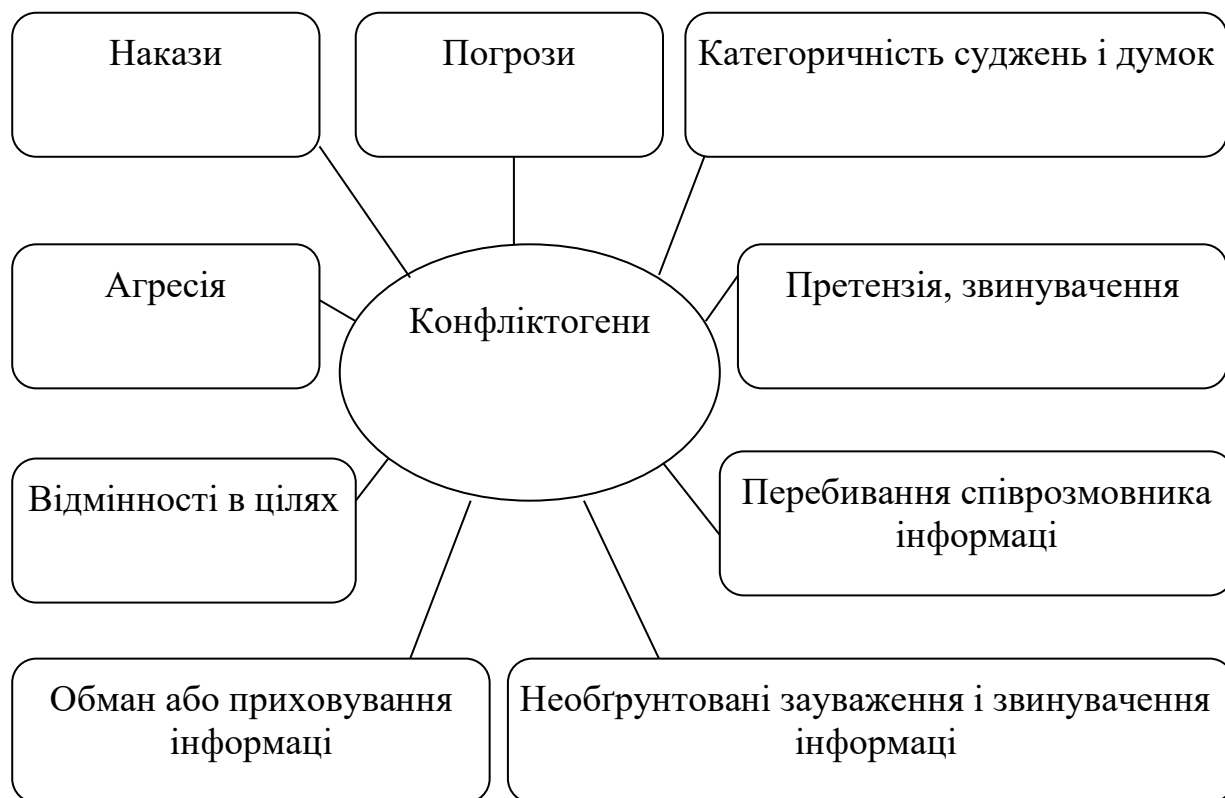 Накази
Погрози
Категоричність суджень і думок
Агресія
Конфліктогени
Претензія, звинувачення
Відмінності в цілях
Перебивання співрозмовника
інформаці
Обман або приховування
інформаці
Необґрунтовані зауваження і звинувачення
інформаці